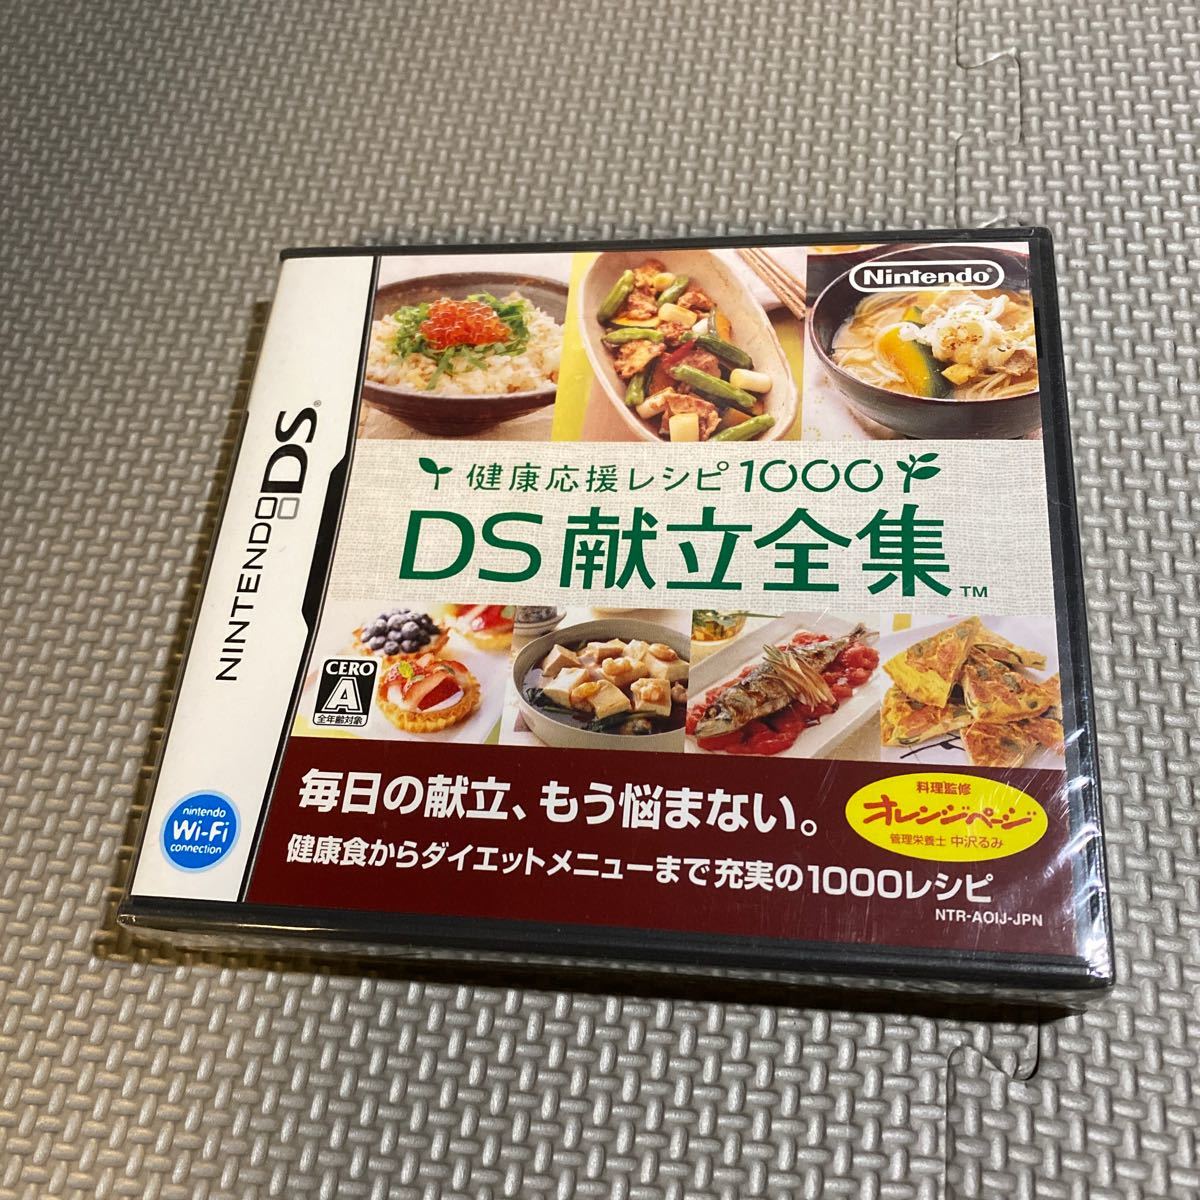 NINTENDO DS®
Nintendo®
健康応援レシピ1000
DS献立全集™
CERO
A
全年齢対象
nintendo
Wi-Fi
connection
毎日の献立、もう悩まない。
健康食からダイエットメニューまで充実の1000レシピ
料理監修
オレンジページ
管理栄養士 中沢るみ
NTR-AOIJ-JPN